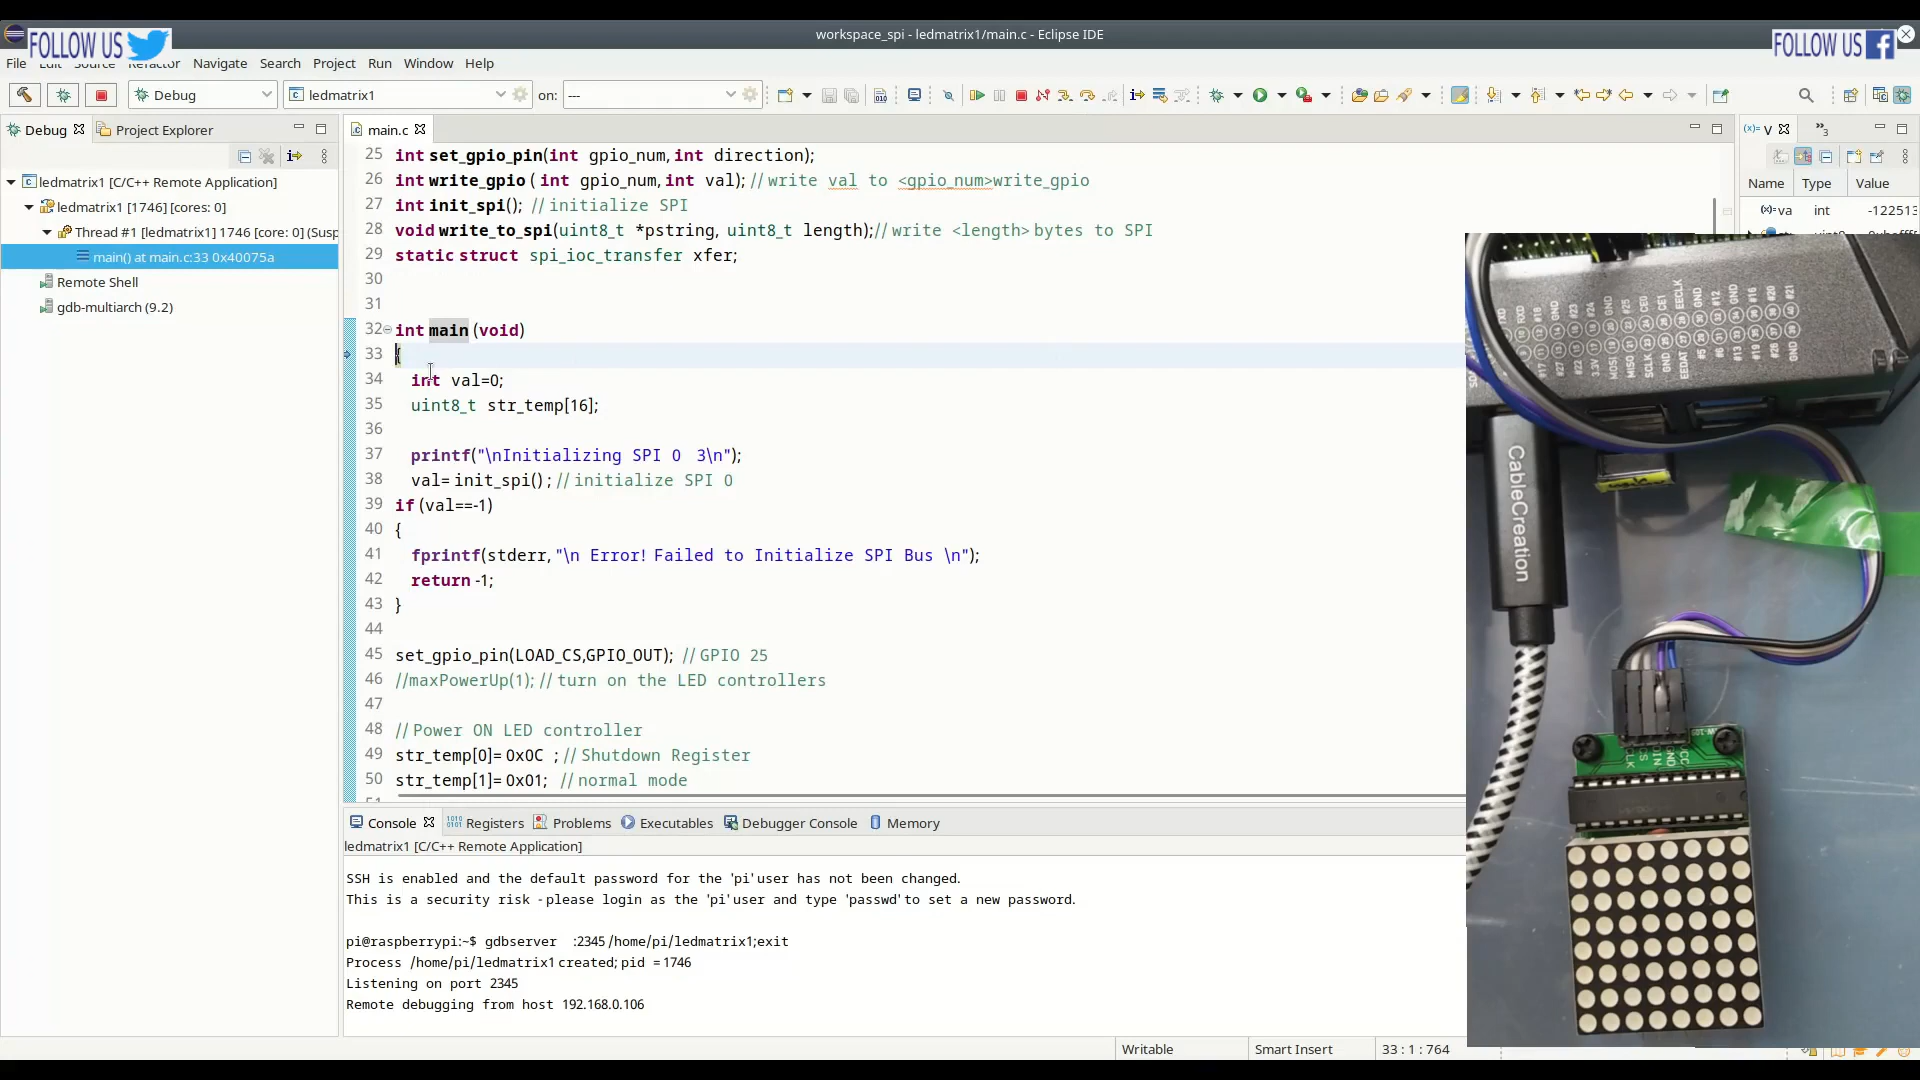 workspace_spi - ledmatrix1/main.c - Eclipse IDE
FOLLOW US
FOLLOW US
File Edit Source Refactor Navigate Search Project Run Window Help
Debug
ledmatrix1
on: ---
Debug
Project Explorer
ledmatrix1 [C/C++ Remote Application]
ledmatrix1 [1746] [cores: 0]
Thread #1 [ledmatrix1] 1746 [core: 0] (Susp
main() at main.c:33 0x40075a
Remote Shell
gdb-multiarch (9.2)
main.c
25 int set_gpio_pin(int gpio_num,int direction);
26 int write_gpio ( int gpio_num,int val); //write val to <gpio_num>write_gpio
27 int init_spi(); //initialize SPI
28 void write_to_spi(uint8_t *pstring, uint8_t length);//write <length>bytes to SPI
29 static struct spi_ioc_transfer xfer;
30
31
32 int main (void)
33 {
34 int val=0;
35 uint8_t str_temp[16];
36
37 printf("\nInitializing SPI 0 3\n");
38 val= init_spi() ; //initialize SPI 0
39 if (val==-1)
40 {
41 fprintf(stderr,"\n Error! Failed to Initialize SPI Bus \n");
42 return -1;
43 }
44
45 set_gpio_pin(LOAD_CS,GPIO_OUT); //GPIO 25
46 //maxPowerUp(1); //turn on the LED controllers
47
48 //Power ON LED controller
49 str_temp[0]= 0x0C ; //Shutdown Register
50 str_temp[1]= 0x01; //normal mode
(x)= V
3
Name Type Value
(x)= va int -122513
Console
Registers
Problems
Executables
Debugger Console
Memory
ledmatrix1 [C/C++ Remote Application]
SSH is enabled and the default password for the 'pi' user has not been changed.
This is a security risk - please login as the 'pi' user and type 'passwd' to set a new password.
pi@raspberrypi:~$ gdbserver :2345 /home/pi/ledmatrix1;exit
Process /home/pi/ledmatrix1 created; pid = 1746
Listening on port 2345
Remote debugging from host 192.168.0.106
Writable
Smart Insert
33 : 1 : 764
CableCreation